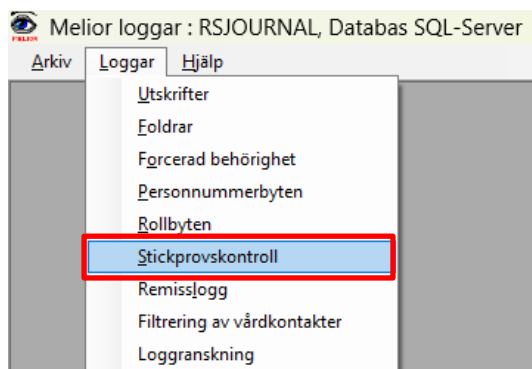 Melior loggar : RSJOURNAL, Databas SQL-Server
Arkiv Loggar Hjälp
Utskrifter
Foldrar
Forcerad behörighet
Personnummerbyten
Rollbyten
Stickprovskontroll
Remisslogg
Filtrering av vårdkontakter
Loggranskning